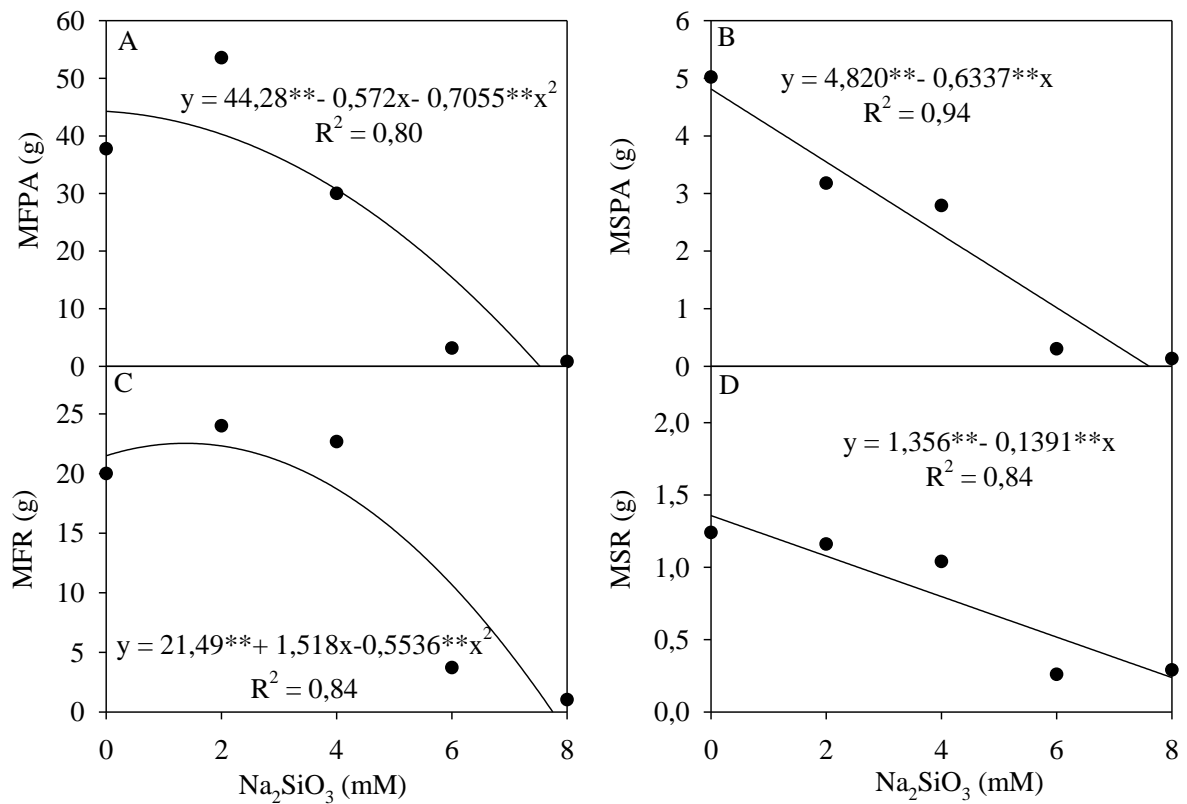 A
y = 44,28**- 0,572x- 0,7055**x²
R² = 0,80
MFPA (g)
60
50
40
30
20
10
0
B
y = 4,820**- 0,6337**x
R² = 0,94
MSPA (g)
6
5
4
3
2
1
0
C
y = 21,49**+ 1,518x-0,5536**x²
R² = 0,84
MFR (g)
25
20
15
10
5
0
0 2 4 6 8
Na₂SiO₃ (mM)
D
y = 1,356**- 0,1391**x
R² = 0,84
MSR (g)
2,0
1,5
1,0
0,5
0,0
0 2 4 6 8
Na₂SiO₃ (mM)